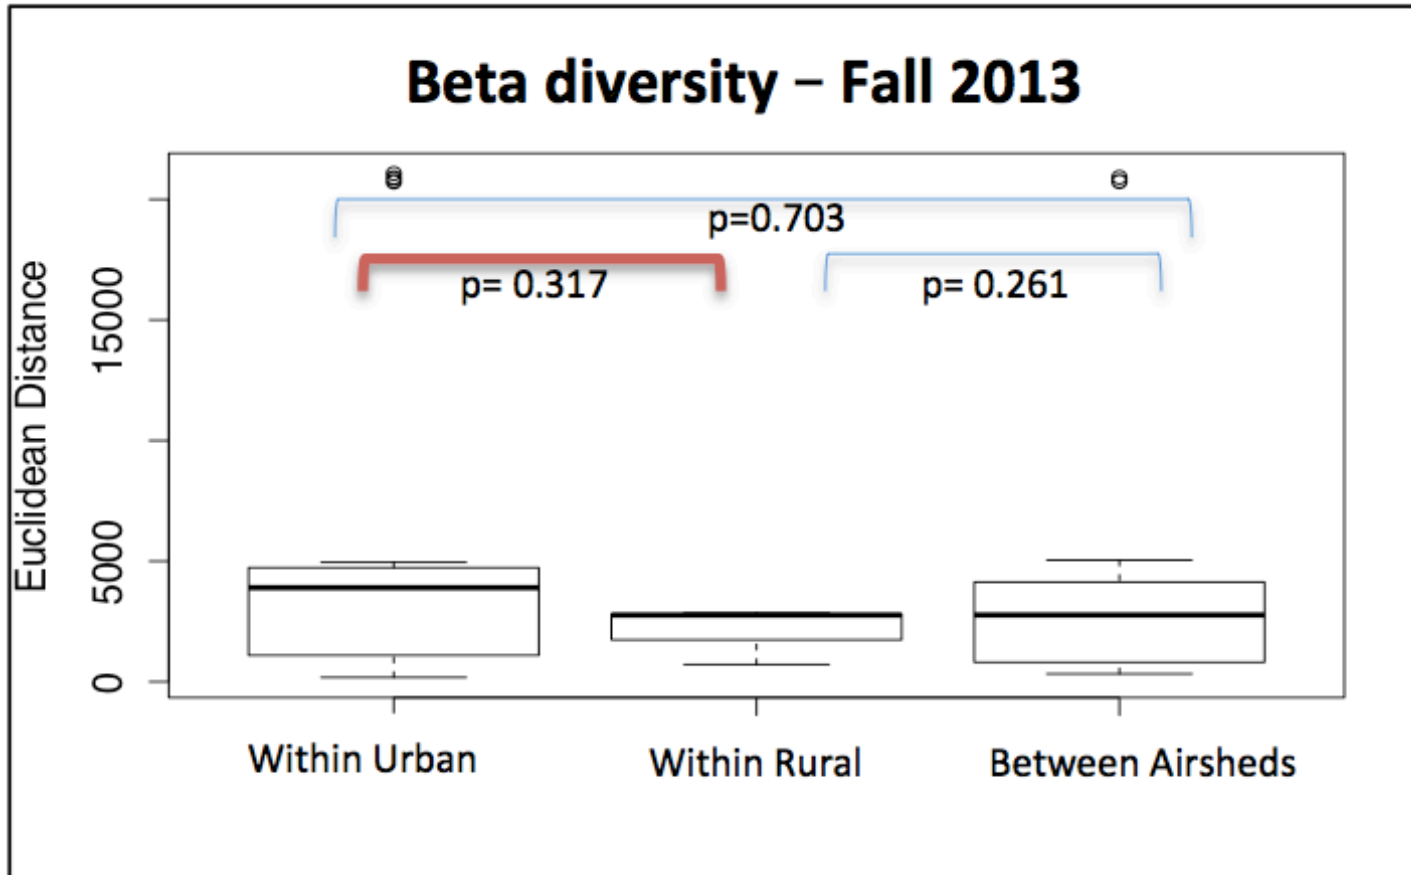 Beta diversity – Fall 2013
p=0.703
p= 0.317
p= 0.261
Euclidean Distance
15000
5000
0
Within Urban
Within Rural
Between Airsheds